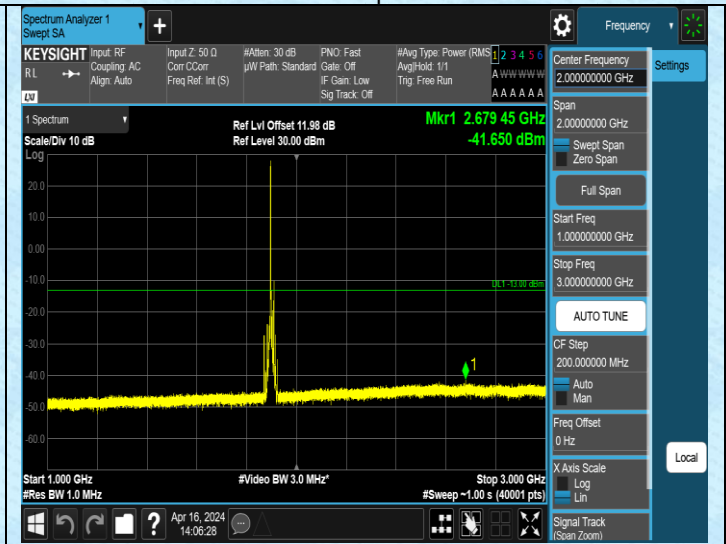 Spectrum Analyzer 1
Swept SA
+
Frequency
KEYSIGHT
RL
LXI
Input: RF
Coupling: AC
Align: Auto
Input Z: 50 Ω
Corr CCorr
Freq Ref: Int (S)
#Atten: 30 dB
µW Path: Standard
PNO: Fast
Gate: Off
IF Gain: Low
Sig Track: Off
#Avg Type: Power (RMS
Avg|Hold: 1/1
Trig: Free Run
1 2 3 4 5 6
A W W W W W
A A A A A A
1 Spectrum
Scale/Div 10 dB
Log
Ref Lvl Offset 11.98 dB
Ref Level 30.00 dBm
Mkr1 2.679 45 GHz
-41.650 dBm
20.0
10.0
0.00
-10.0
DL1 -13.00 dBm
-20.0
-30.0
-40.0
1
-50.0
-60.0
Start 1.000 GHz
#Video BW 3.0 MHz*
Stop 3.000 GHz
#Res BW 1.0 MHz
#Sweep ~1.00 s (40001 pts)
Center Frequency
2.000000000 GHz
Settings
Span
2.00000000 GHz
Swept Span
Zero Span
Full Span
Start Freq
1.000000000 GHz
Stop Freq
3.000000000 GHz
AUTO TUNE
CF Step
200.000000 MHz
Auto
Man
Freq Offset
0 Hz
X Axis Scale
Log
Lin
Local
Signal Track
(Span Zoom)
?
Apr 16, 2024
14:06:28